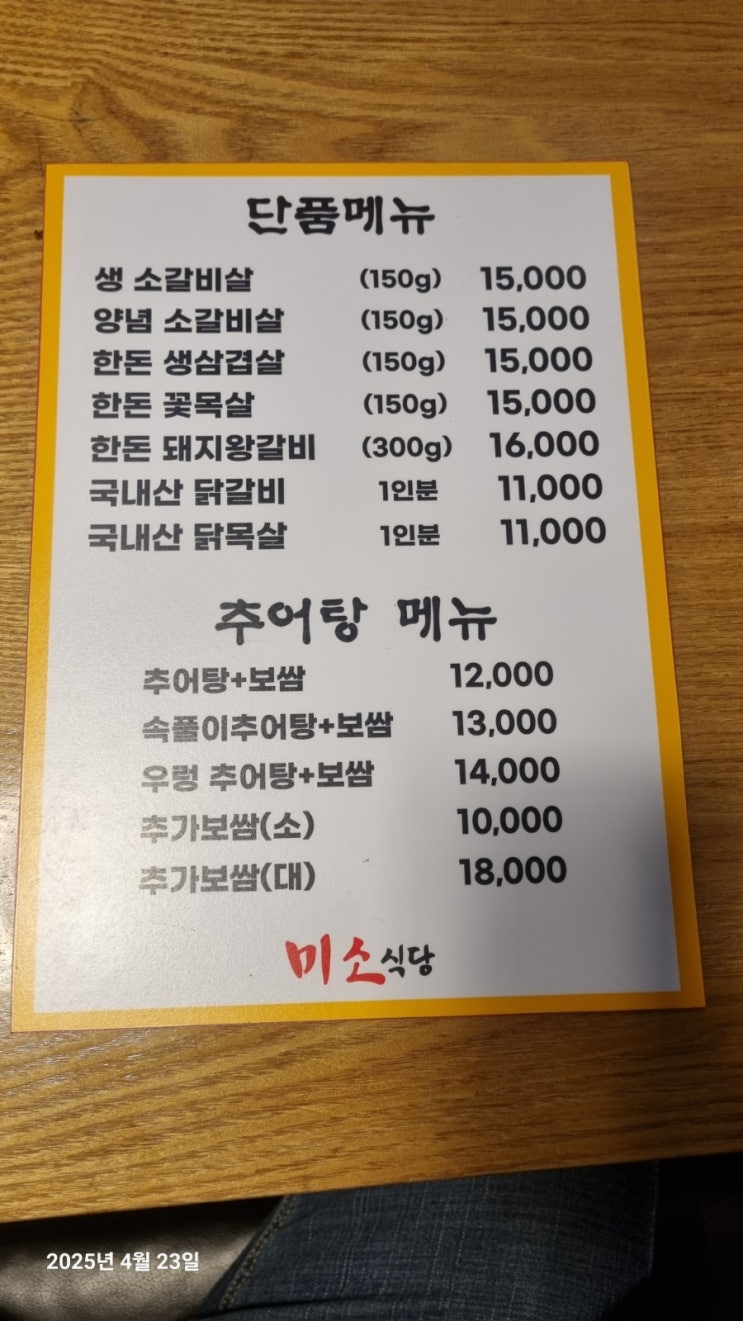 단품메뉴
생 소갈비살 (150g) 15,000
양념 소갈비살 (150g) 15,000
한돈 생삼겹살 (150g) 15,000
한돈 꽃목살 (150g) 15,000
한돈 돼지왕갈비 (300g) 16,000
국내산 닭갈비 1인분 11,000
국내산 닭목살 1인분 11,000
추어탕 메뉴
추어탕+보쌈 12,000
속풀이추어탕+보쌈 13,000
우렁 추어탕+보쌈 14,000
추가보쌈(소) 10,000
추가보쌈(대) 18,000
미소식당
2025년 4월 23일